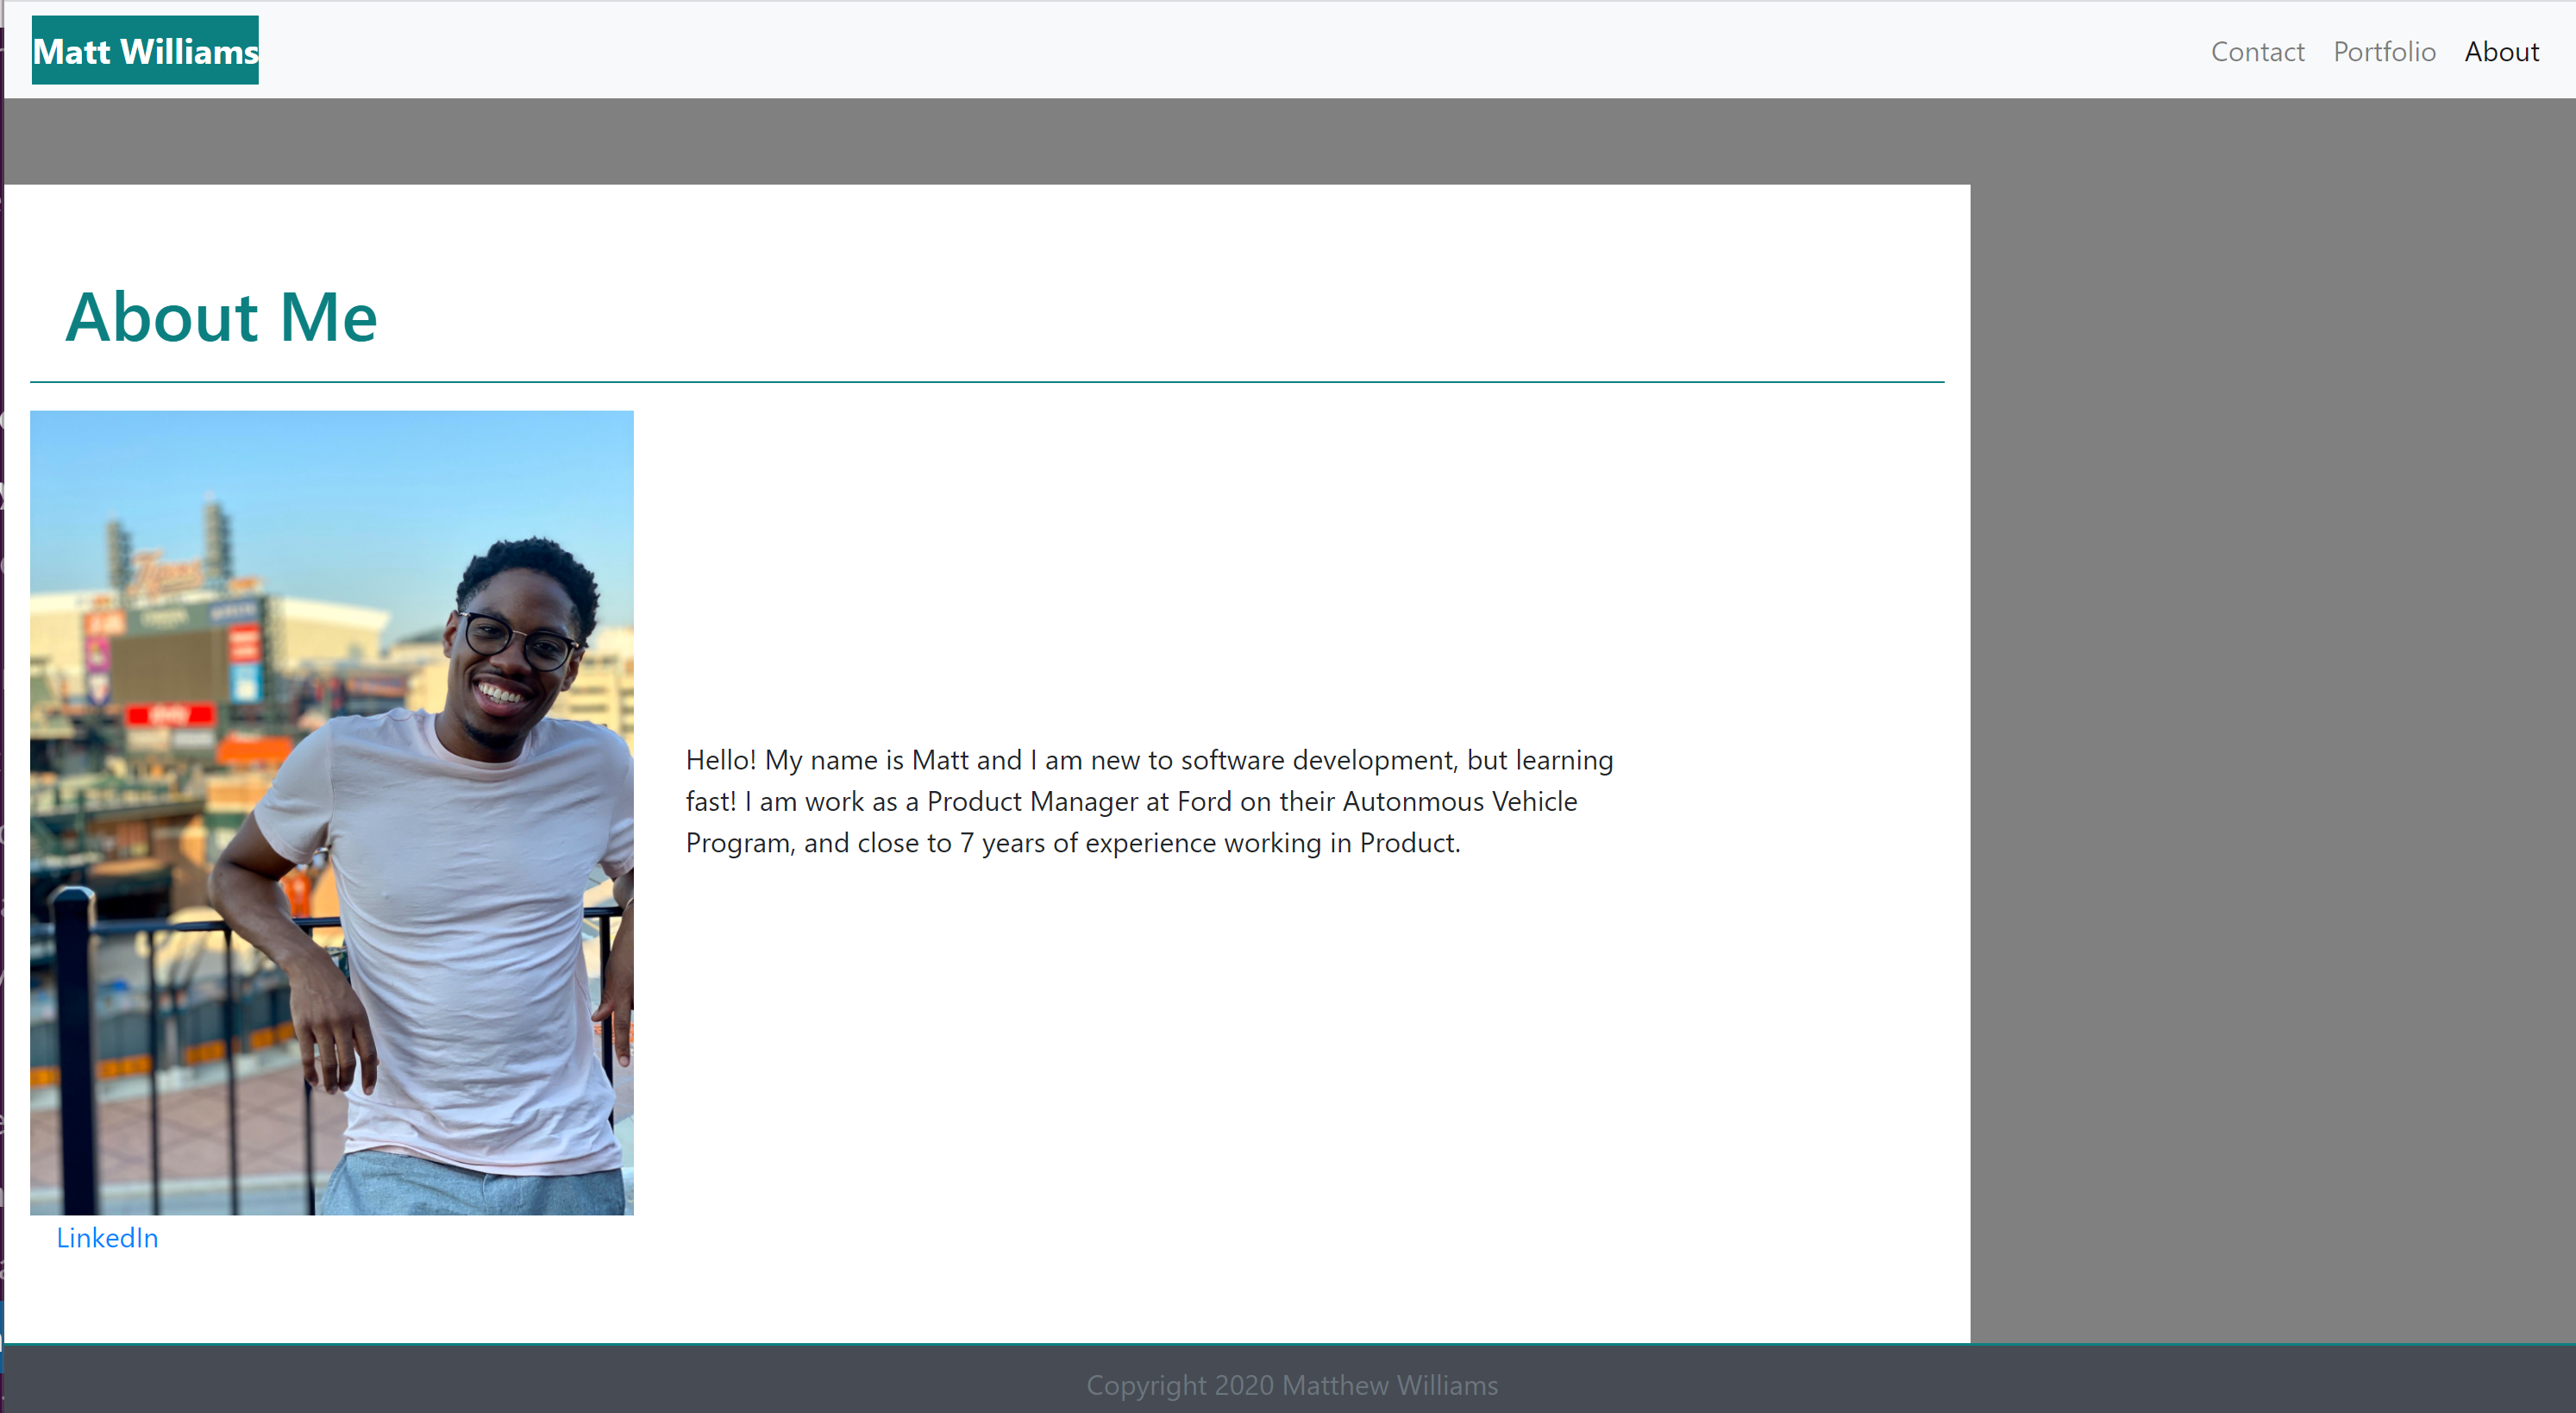 Matt Williams
Contact Portfolio About
About Me
Tigers
Hello! My name is Matt and I am new to software development, but learning
fast! I am work as a Product Manager at Ford on their Autonmous Vehicle
Program, and close to 7 years of experience working in Product.
LinkedIn
Copyright 2020 Matthew Williams